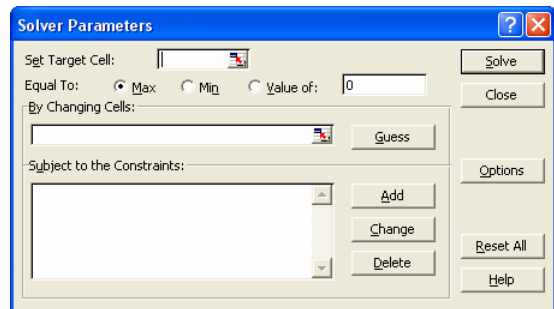 Solver Parameters
Set Target Cell:
Solve
Equal To: Max Min Value of: 0
Close
By Changing Cells:
Guess
Subject to the Constraints:
Options
Add
Change
Reset All
Delete
Help